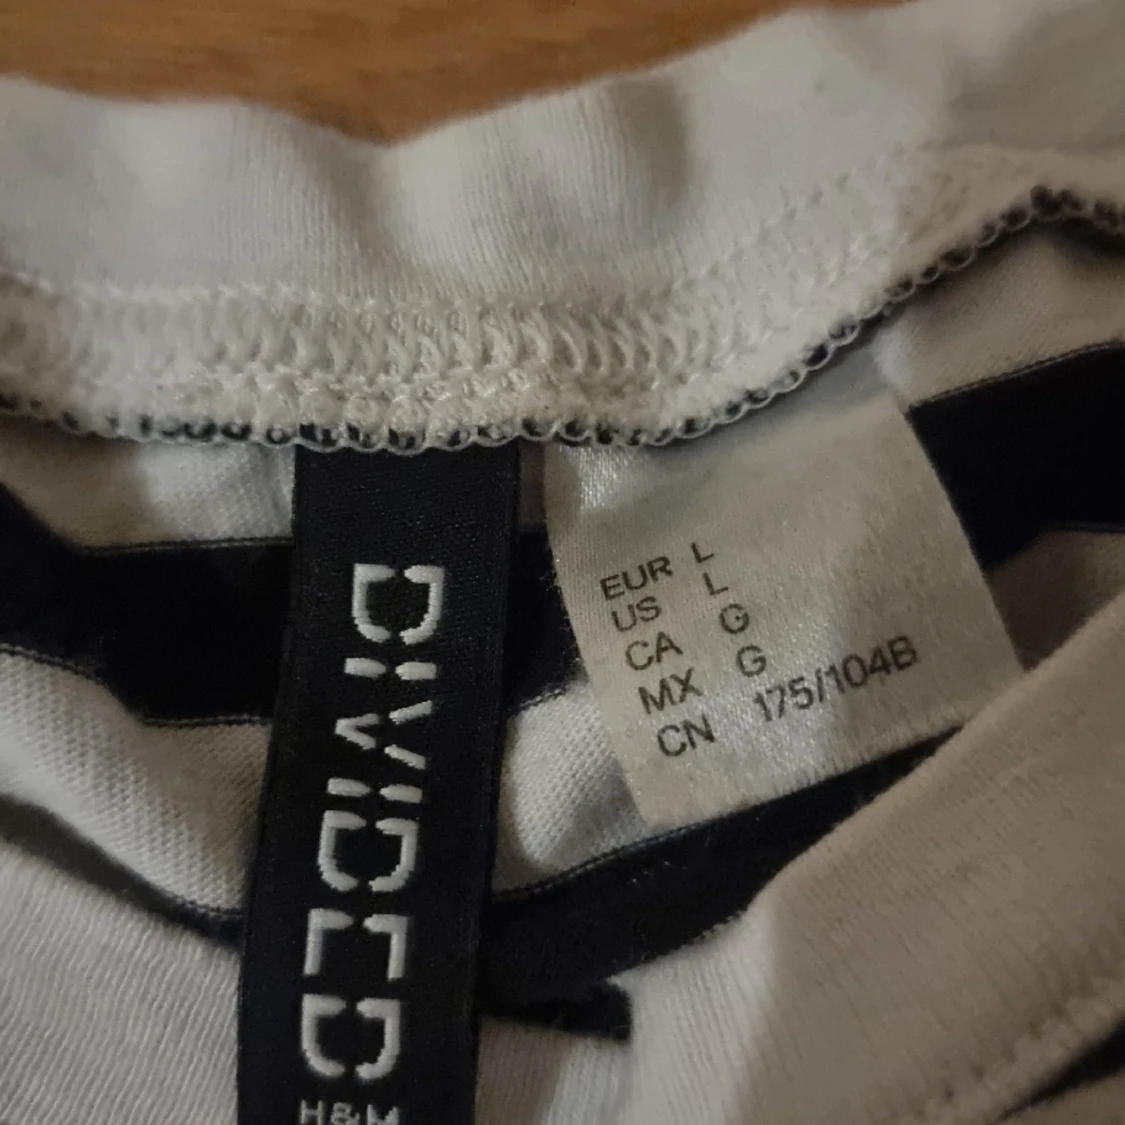 DIVIDED
H&M
EUR L
US L
CA G
MX G
CN 175/104B